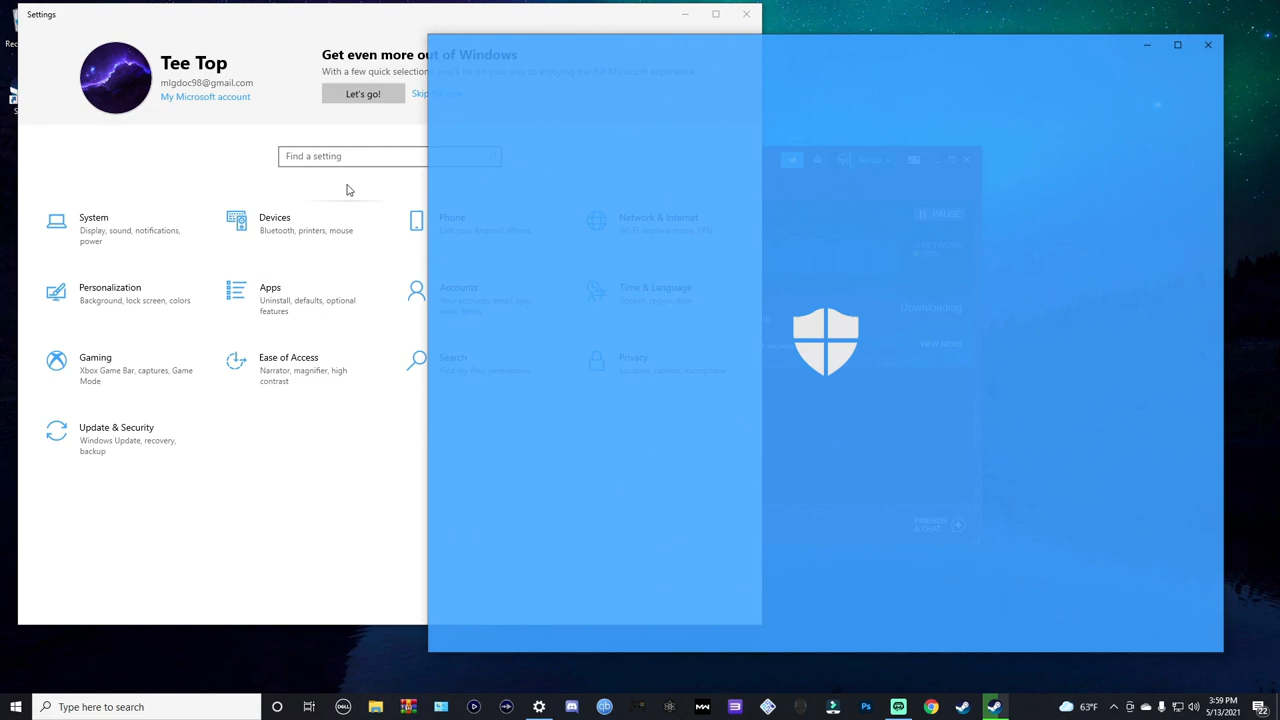 Settings
Tee Top
mlgdoc98@gmail.com
My Microsoft account
Get even more out of Windows
With a few quick selections, you'll be on your way to enjoying the full Microsoft experience.
Let's go!
Skip for now
Find a setting
System
Display, sound, notifications,
power
Devices
Bluetooth, printers, mouse
Phone
Link your Android, iPhone
Network & Internet
Wi-Fi, airplane mode, VPN
Personalization
Background, lock screen, colors
Apps
Uninstall, defaults, optional
features
Accounts
Your accounts, email, sync,
work, family
Time & Language
Speech, region, date
Gaming
Xbox Game Bar, captures, Game
Mode
Ease of Access
Narrator, magnifier, high
contrast
Search
Find my files, permissions
Privacy
Location, camera, microphone
Update & Security
Windows Update, recovery,
backup
PAUSE
Downloading
VIEW NEWS
FRIENDS
& CHAT
Type here to search
DELL
63°F
3:59 PM
5/13/2021